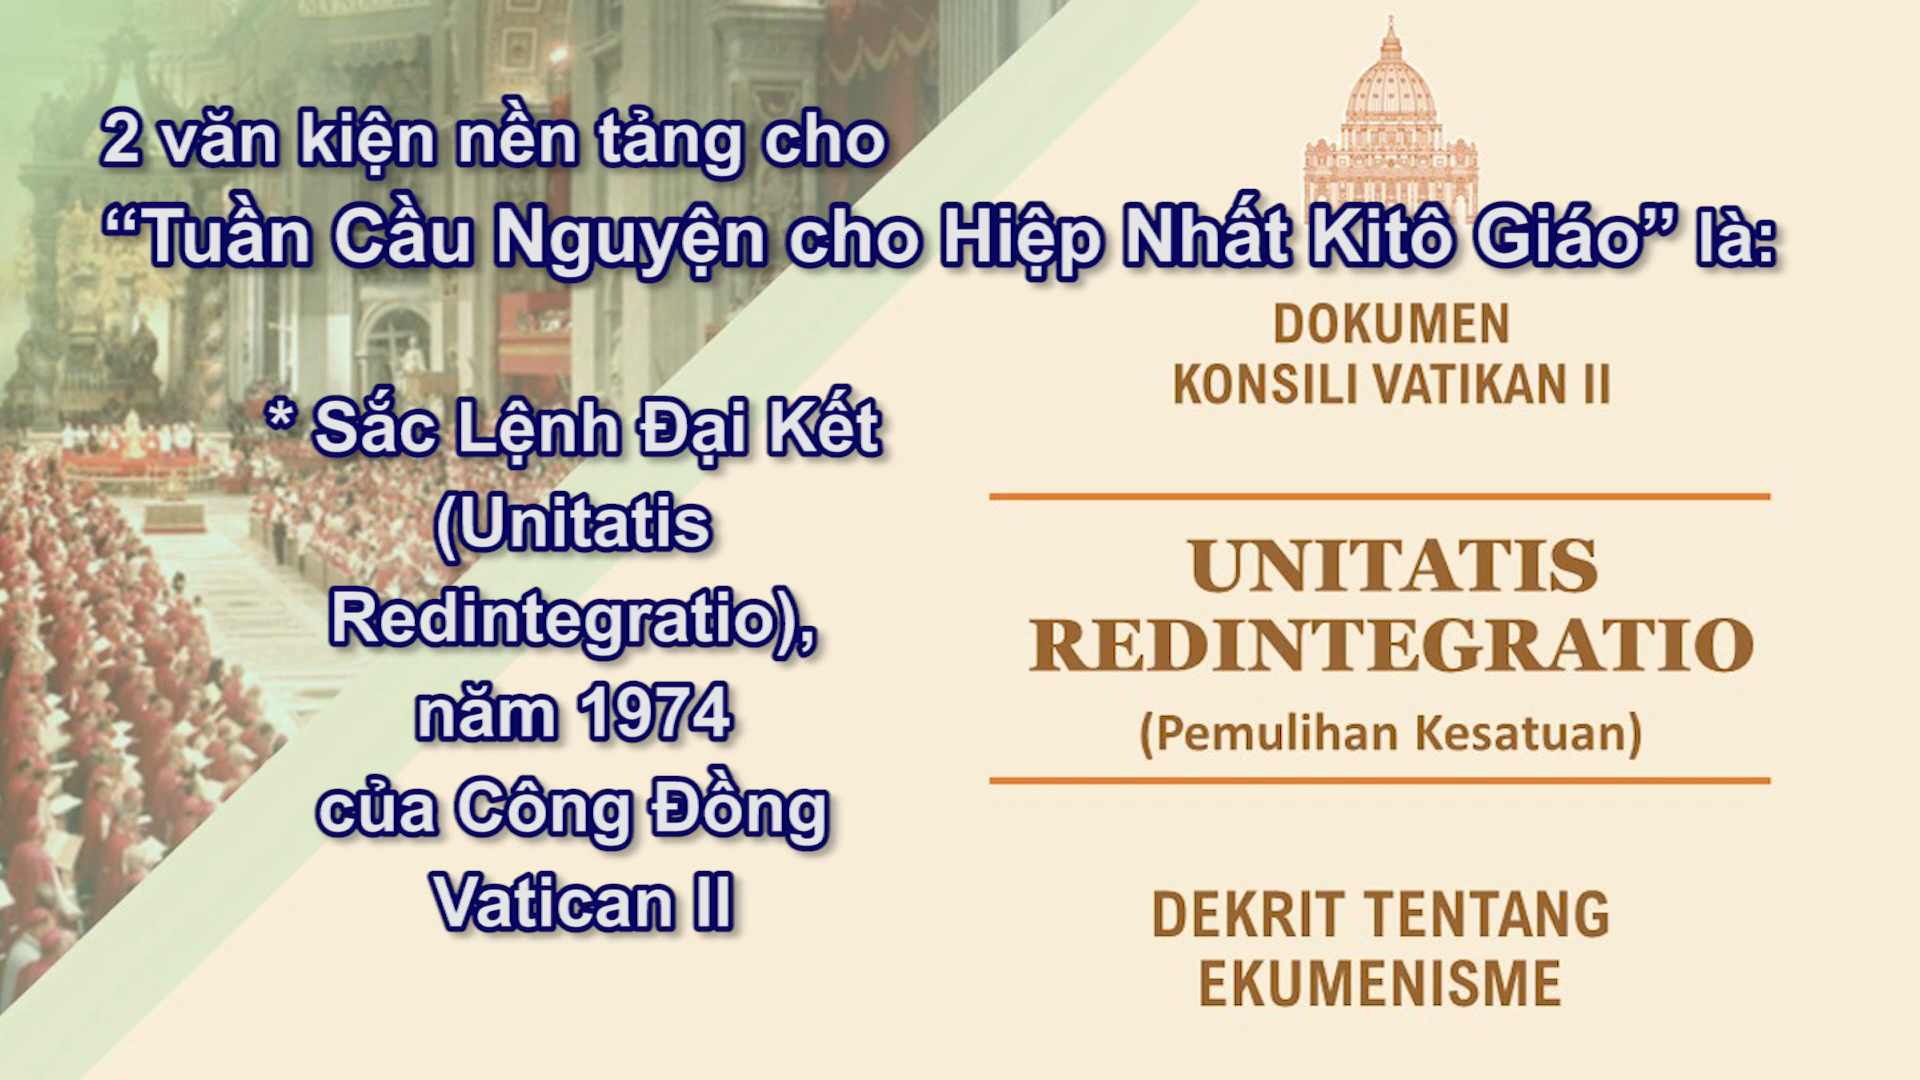 2 văn kiện nền tảng cho
“Tuần Cầu Nguyện cho Hiệp Nhất Kitô Giáo” là:
* Sắc Lệnh Đại Kết
(Unitatis
Redintegratio),
năm 1974
của Công Đồng
Vatican II
DOKUMEN
KONSILI VATIKAN II
UNITATIS
REDINTEGRATIO
(Pemulihan Kesatuan)
DEKRIT TENTANG
EKUMENISME